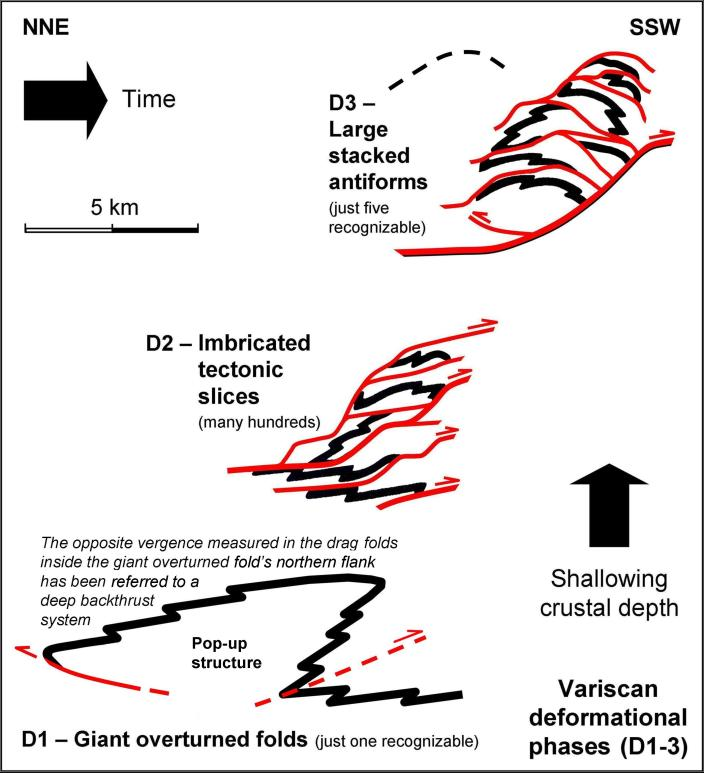 NNE
SSW
Time
5 km
D3 –
Large
stacked
antiforms
(just five
recognizable)
D2 – Imbricated
tectonic
slices
(many hundreds)
The opposite vergence measured in the drag folds
inside the giant overturned fold's northern flank
has been referred to a
deep backthrust
system
Pop-up
structure
Shallowing
crustal depth
D1 – Giant overturned folds (just one recognizable)
Variscan
deformational
phases (D1-3)